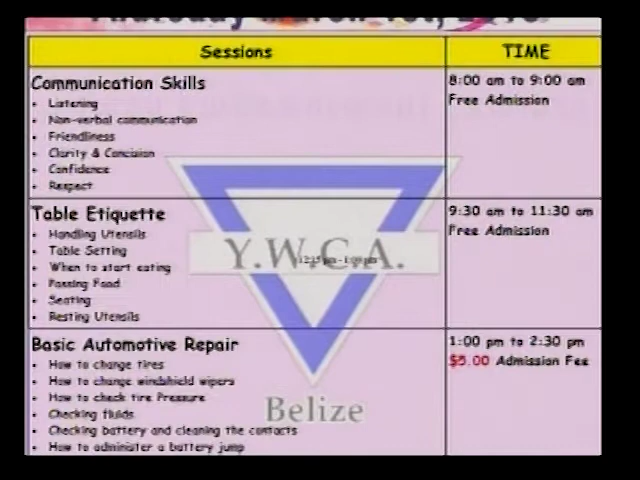 Sessions
TIME
Communication Skills
8:00 am to 9:00 am
Free Admission
Listening
Non-verbal communication
Friendliness
Clarity & Concision
Confidence
Respect
Table Etiquette
9:30 am to 11:30 am
Free Admission
Handling Utensils
Table Setting
When to start eating
Passing Food
Seating
Resting Utensils
Y.W.C.A.
Basic Automotive Repair
1:00 pm to 2:30 pm
$5.00 Admission Fee
How to change tires
How to change windshield wipers
How to check tire Pressure
Checking fluids
Checking battery and cleaning the contacts
How to administer a battery jump
Belize